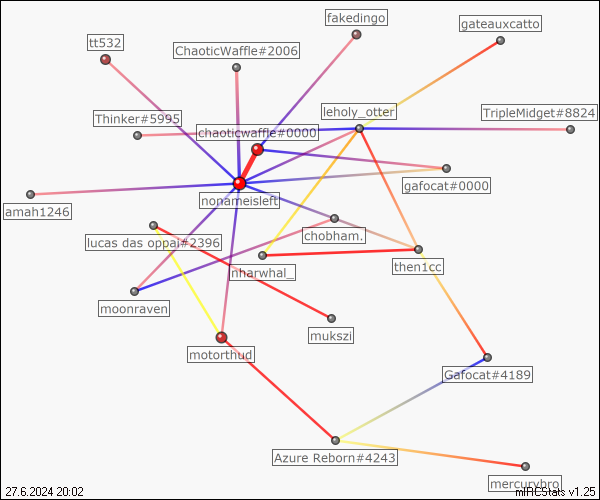 fakedingo
gateauxcatto
tt532
ChaoticWaffle#2006
Thinker#5995
leholy_otter
TripleMidget#8824
chaoticwaffle#0000
gafocat#0000
nonameisleft
amah1246
chobham.
lucas das oppai#2396
then1cc
nharwhal_
moonraven
mukszi
motorthud
Gafocat#4189
Azure Reborn#4243
mercurybro
27.6.2024 20:02
mIRCStats v1.25